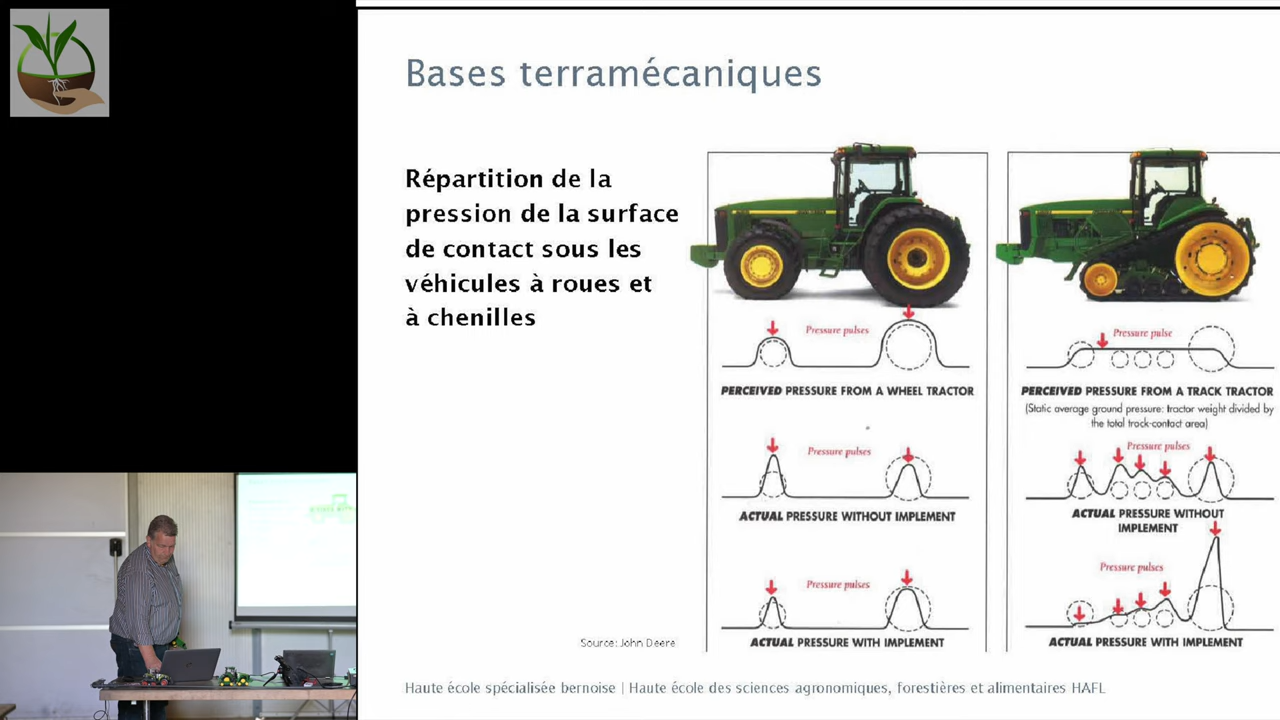 Bases terramécaniques
Répartition de la
pression de la surface
de contact sous les
véhicules à roues et
à chenilles
Pressure pulses
PERCEIVED PRESSURE FROM A WHEEL TRACTOR
Pressure pulses
ACTUAL PRESSURE WITHOUT IMPLEMENT
Pressure pulses
ACTUAL PRESSURE WITH IMPLEMENT
Pressure pulse
PERCEIVED PRESSURE FROM A TRACK TRACTOR
(Static average ground pressure: tractor weight divided by
the total track-contact area)
Pressure pulses
ACTUAL PRESSURE WITHOUT
IMPLEMENT
Pressure pulses
ACTUAL PRESSURE WITH IMPLEMENT
Source: John Deere
Haute école spécialisée bernoise | Haute école des sciences agronomiques, forestières et alimentaires HAFL